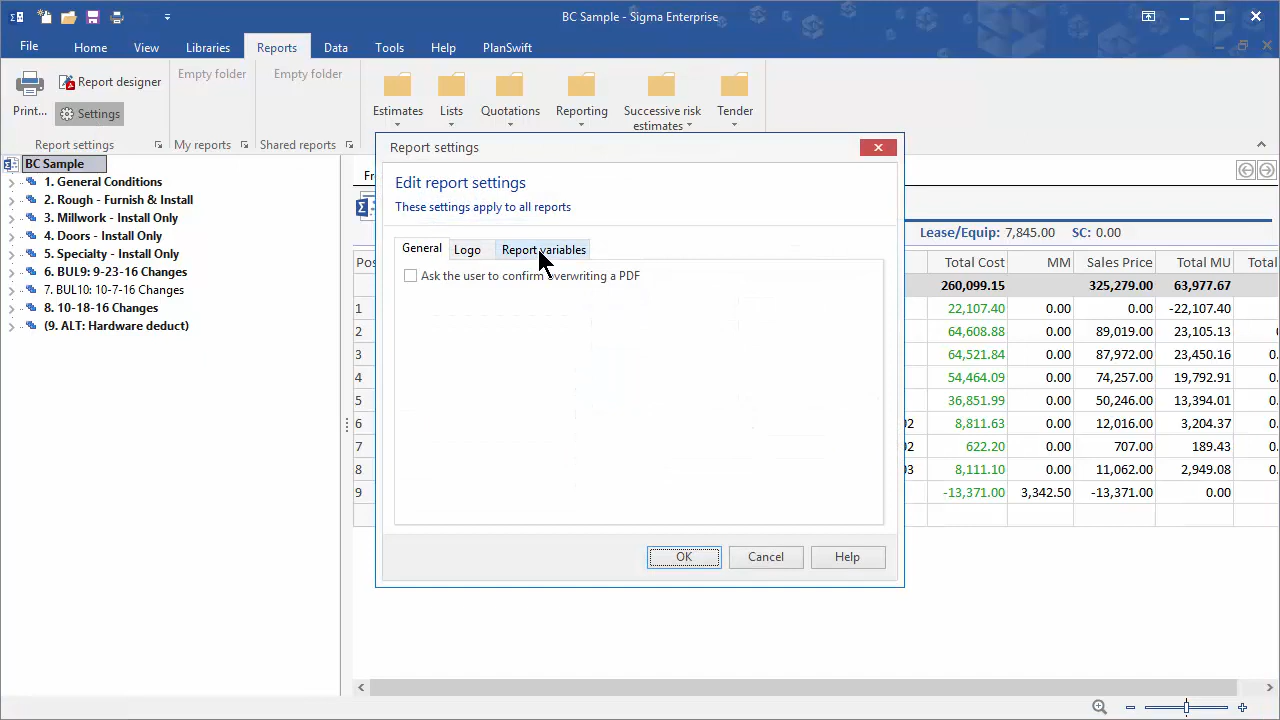 BC Sample - Sigma Enterprise
File Home View Libraries Reports Data Tools Help PlanSwift
Print...
Report designer
Settings
Report settings
Empty folder
My reports
Empty folder
Shared reports
Estimates
Lists
Quotations
Reporting
Successive risk
estimates
Tender
BC Sample
1. General Conditions
2. Rough - Furnish & Install
3. Millwork - Install Only
4. Doors - Install Only
5. Specialty - Install Only
6. BUL9: 9-23-16 Changes
7. BUL10: 10-7-16 Changes
8. 10-18-16 Changes
(9. ALT: Hardware deduct)
Report settings
Edit report settings
These settings apply to all reports
General Logo Report variables
Ask the user to confirm overwriting a PDF
OK Cancel Help
Lease/Equip: 7,845.00 SC: 0.00
Total Cost MM Sales Price Total MU
260,099.15 325,279.00 63,977.67
1 22,107.40 0.00 0.00 -22,107.40
2 64,608.88 0.00 89,019.00 23,105.13
3 64,521.84 0.00 87,972.00 23,450.16
4 54,464.09 0.00 74,257.00 19,792.91
5 36,851.99 0.00 50,246.00 13,394.01
6 8,811.63 0.00 12,016.00 3,204.37
7 622.20 0.00 707.00 189.43
8 8,111.10 0.00 11,062.00 2,949.08
9 -13,371.00 3,342.50 -13,371.00 0.00